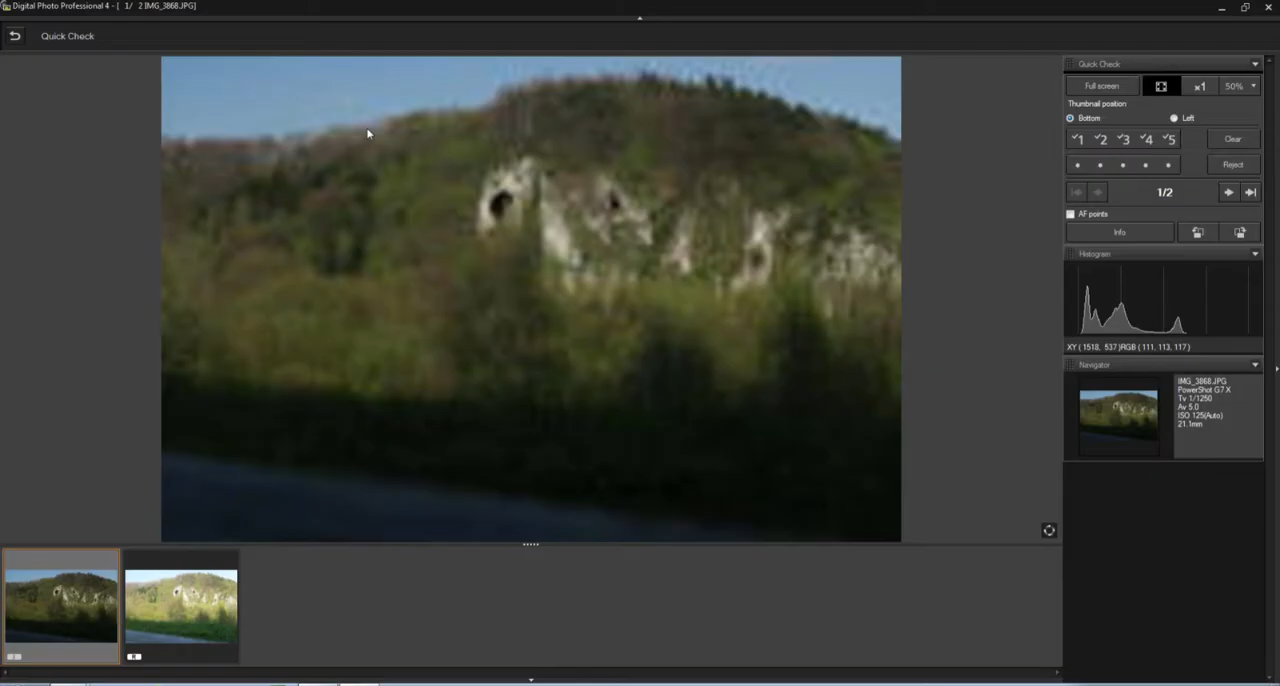 Digital Photo Professional 4 - [ 1/ 2 IMG_3868.JPG]
Quick Check
Quick Check
Full screen
x1
50%
Thumbnail position:
Bottom
Left
1 2 3 4 5
Clear
Reject
1/2
AF points
Info
Histogram
XY ( 1518, 537 )RGB ( 111, 113, 117 )
Navigator
IMG_3868.JPG
PowerShot G7 X
Tv 1/1250
Av 5.0
ISO 125(Auto)
21.1mm